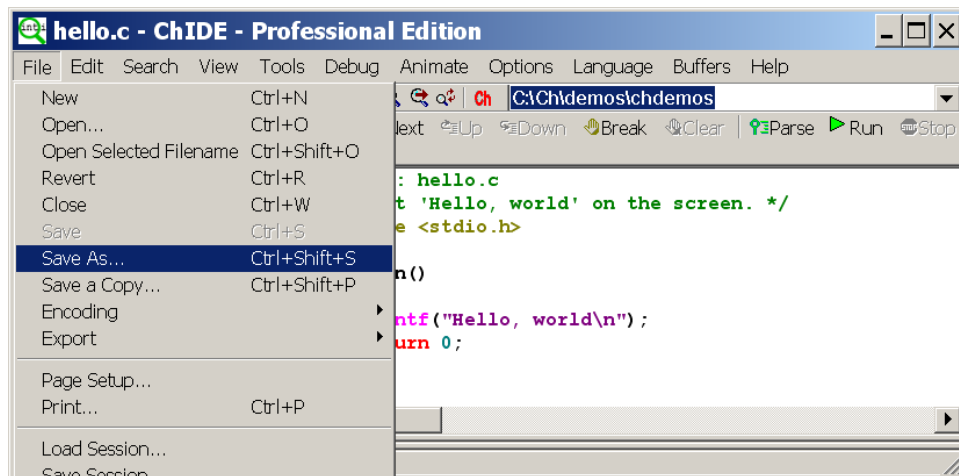 hello.c - ChIDE - Professional Edition
File Edit Search View Tools Debug Animate Options Language Buffers Help
Ch C:\Ch\demos\chdemos
Up Down Break Clear Parse Run Stop
New Ctrl+N
Open... Ctrl+O
Open Selected Filename Ctrl+Shift+O
Revert Ctrl+R
Close Ctrl+W
Save Ctrl+S
Save As... Ctrl+Shift+S
Save a Copy... Ctrl+Shift+P
Encoding
Export
Page Setup...
Print... Ctrl+P
Load Session...
Save Session
: hello.c
t 'Hello, world' on the screen. */
e <stdio.h>
n()
ntf("Hello, world\n");
urn 0;